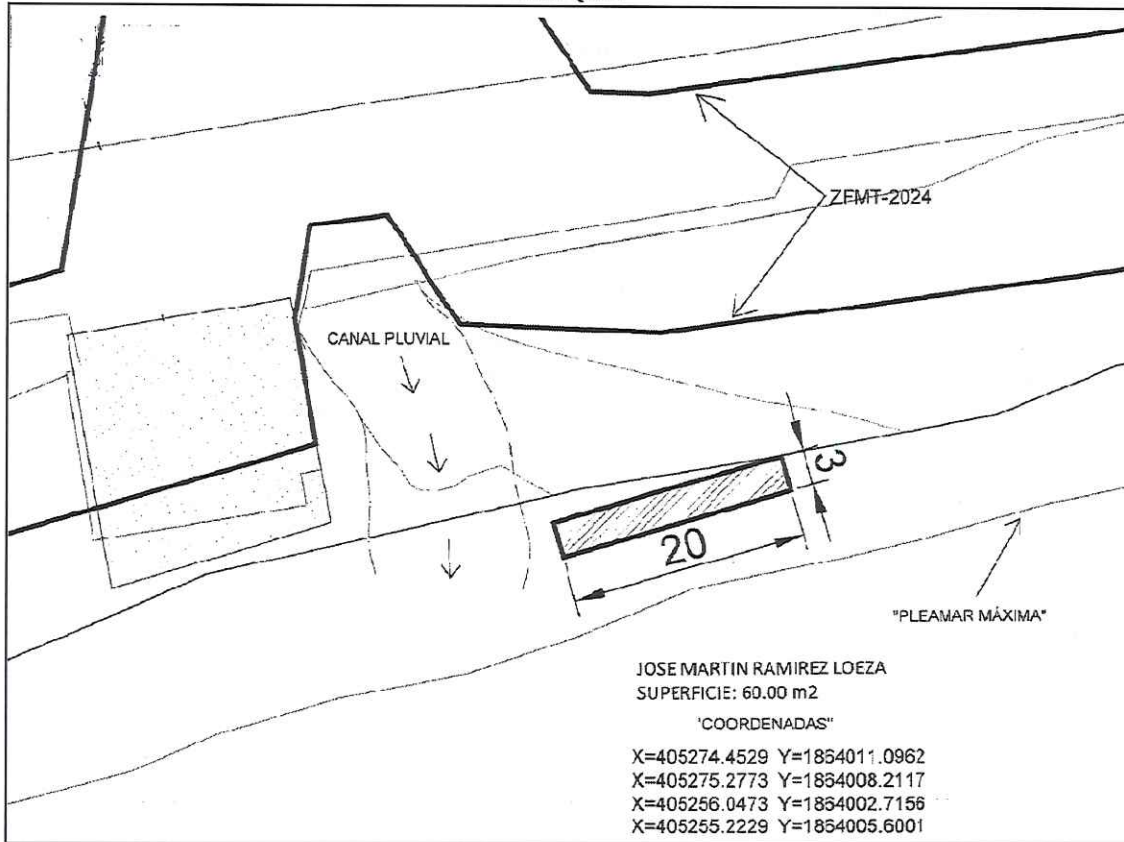 ZFMT-2024
CANAL PLUVIAL
3
20
"PLEAMAR MÁXIMA"
JOSE MARTIN RAMIREZ LOEZA
SUPERFICIE: 60.00 m2
'COORDENADAS"
X=405274.4529 Y=1864011.0962
X=405275.2773 Y=1864008.2117
X=405256.0473 Y=1864002.7156
X=405255.2229 Y=1864005.6001